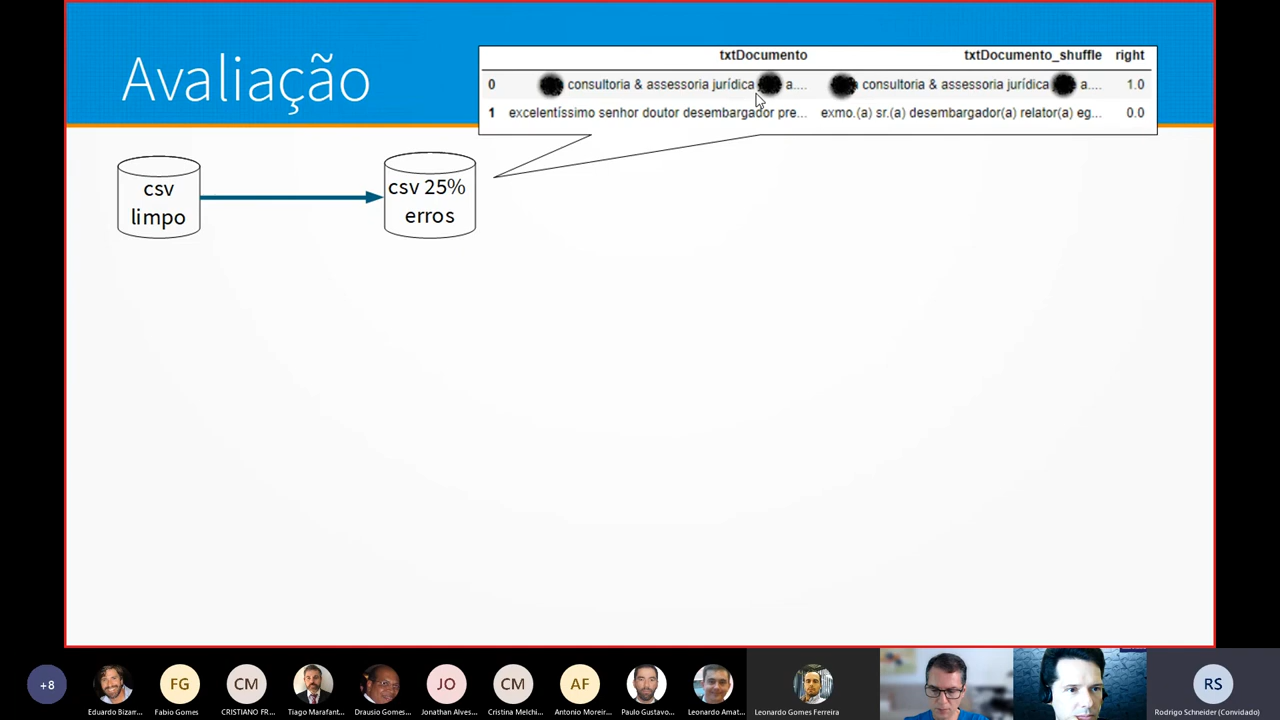 Avaliação
txtDocumento txtDocumento_shuffle right
0 consultoria & assessoria jurídica a.... consultoria & assessoria jurídica a.... 1.0
1 excelentíssimo senhor doutor desembargador pre... exmo.(a) sr.(a) desembargador(a) relator(a) eg... 0.0
csv
limpo
csv 25%
erros
+8
FG
CM
JO
CM
AF
RS
Eduardo Bizarr...
Fabio Gomes
CRISTIANO FR...
Tiago Marafant...
Drausio Gomes...
Jonathan Alves...
Cristina Melchi...
Antonio Moreir...
Paulo Gustavo...
Leonardo Amat...
Leonardo Gomes Ferreira
Rodrigo Schneider (Convidado)